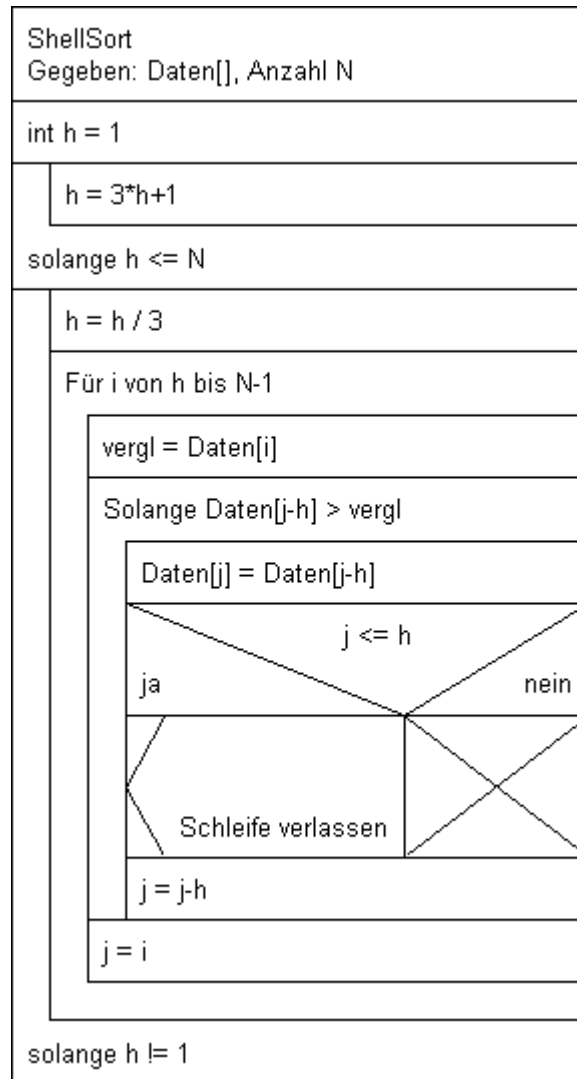 ShellSort
Gegeben: Daten[], Anzahl N
int h = 1
h = 3*h+1
solange h <= N
h = h / 3
Für i von h bis N-1
vergl = Daten[i]
Solange Daten[j-h] > vergl
Daten[j] = Daten[j-h]
j <= h
ja nein
Schleife verlassen
j = j-h
j = i
solange h != 1